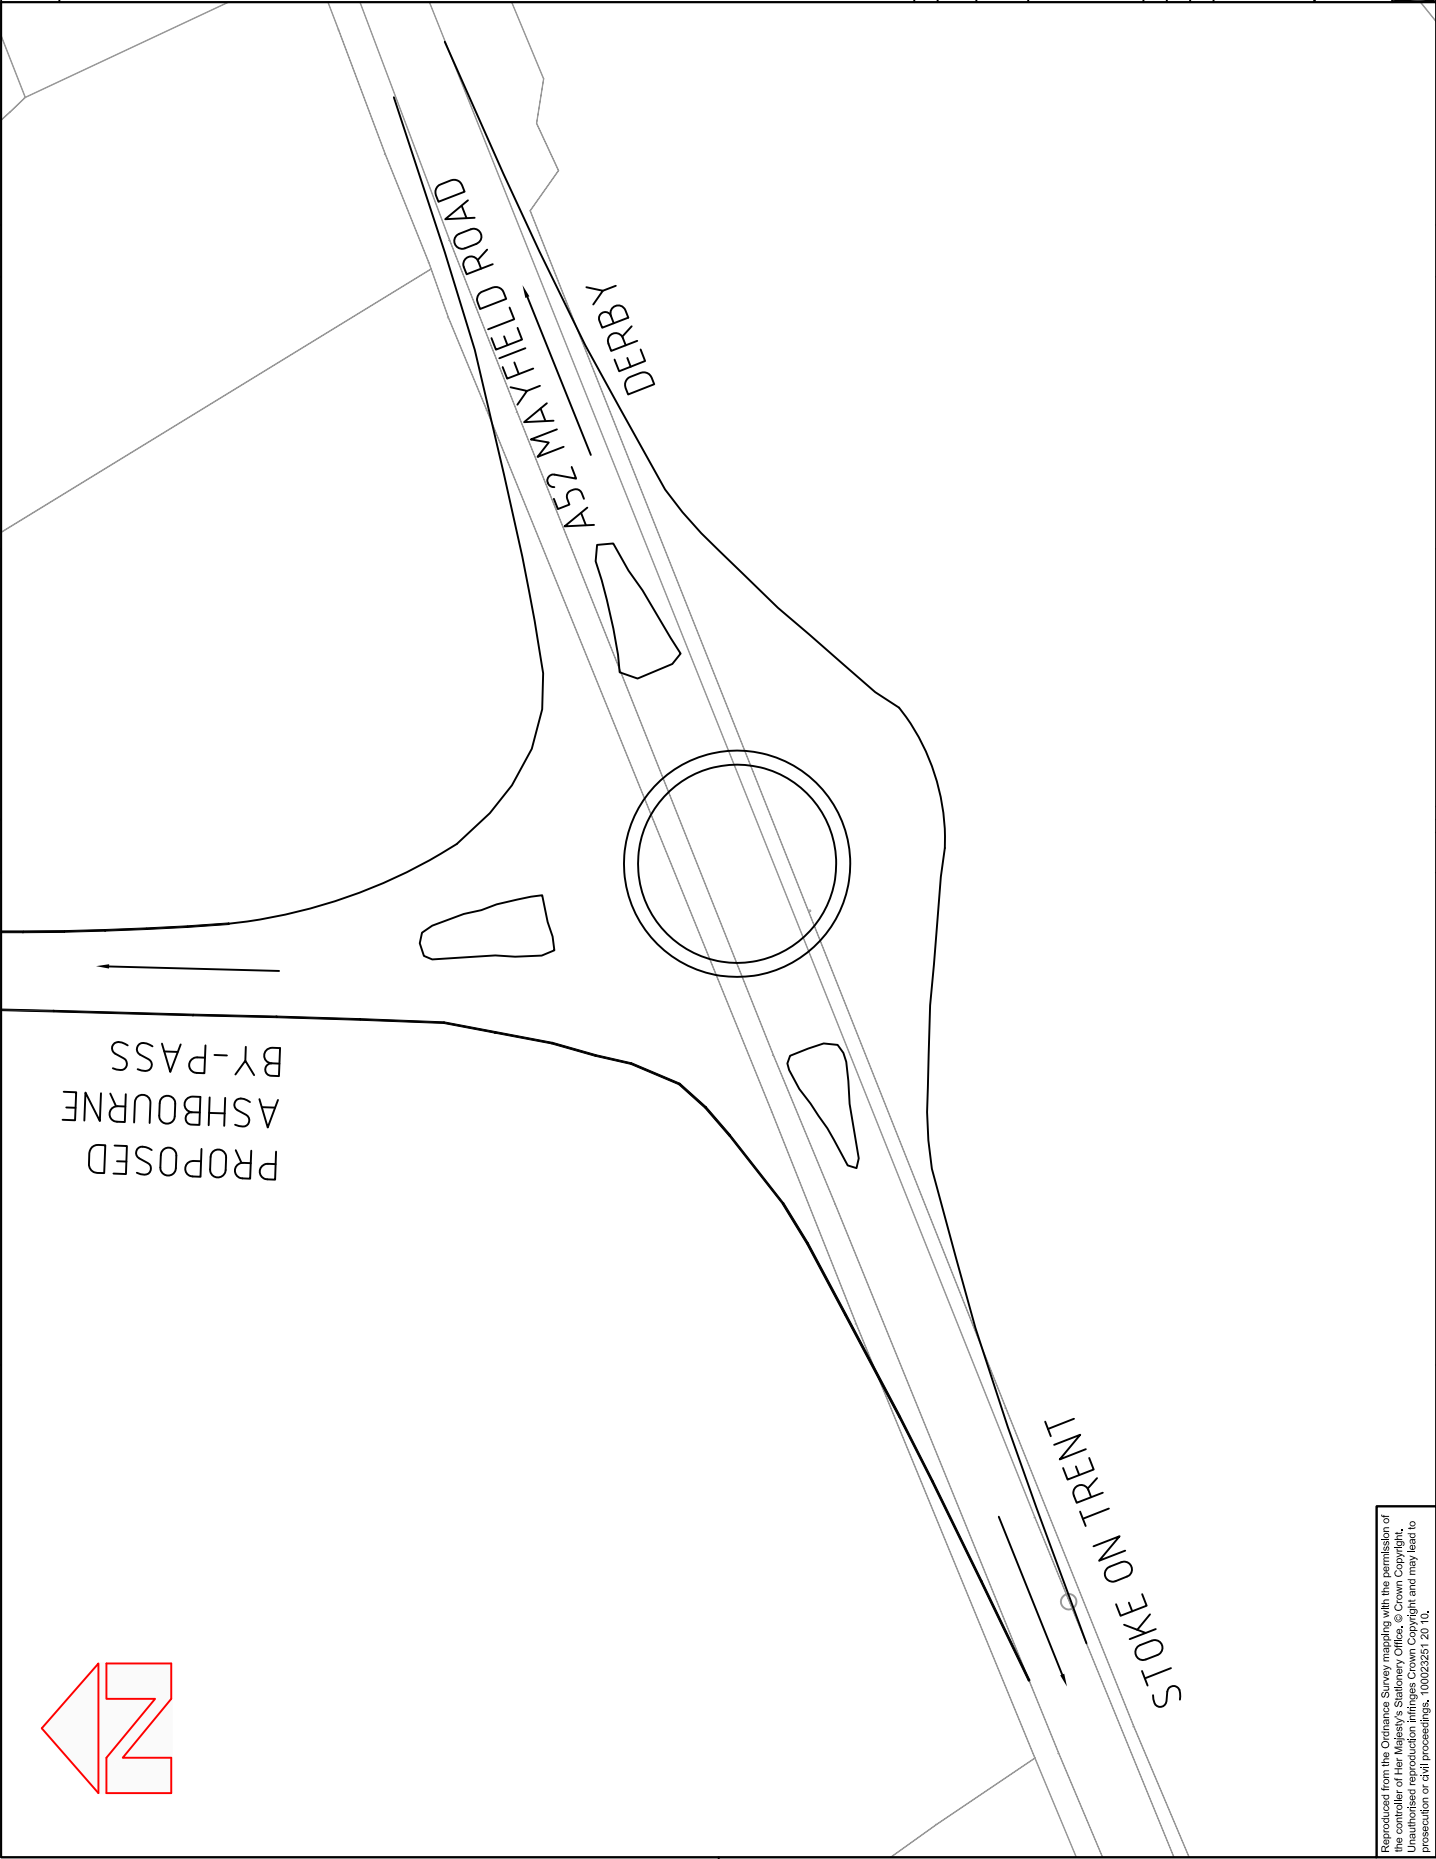 A52 MAYFIELD ROAD
DERBY
PROPOSED
ASHBOURNE
BY-PASS
STOKE ON TRENT
N
Reproduced from the Ordnance Survey mapping with the permission of
the controller of Her Majesty's Stationery Office. © Crown Copyright.
Unauthorised reproduction infringes Crown Copyright and may lead to
prosecution or civil proceedings. 100023251 20 10.